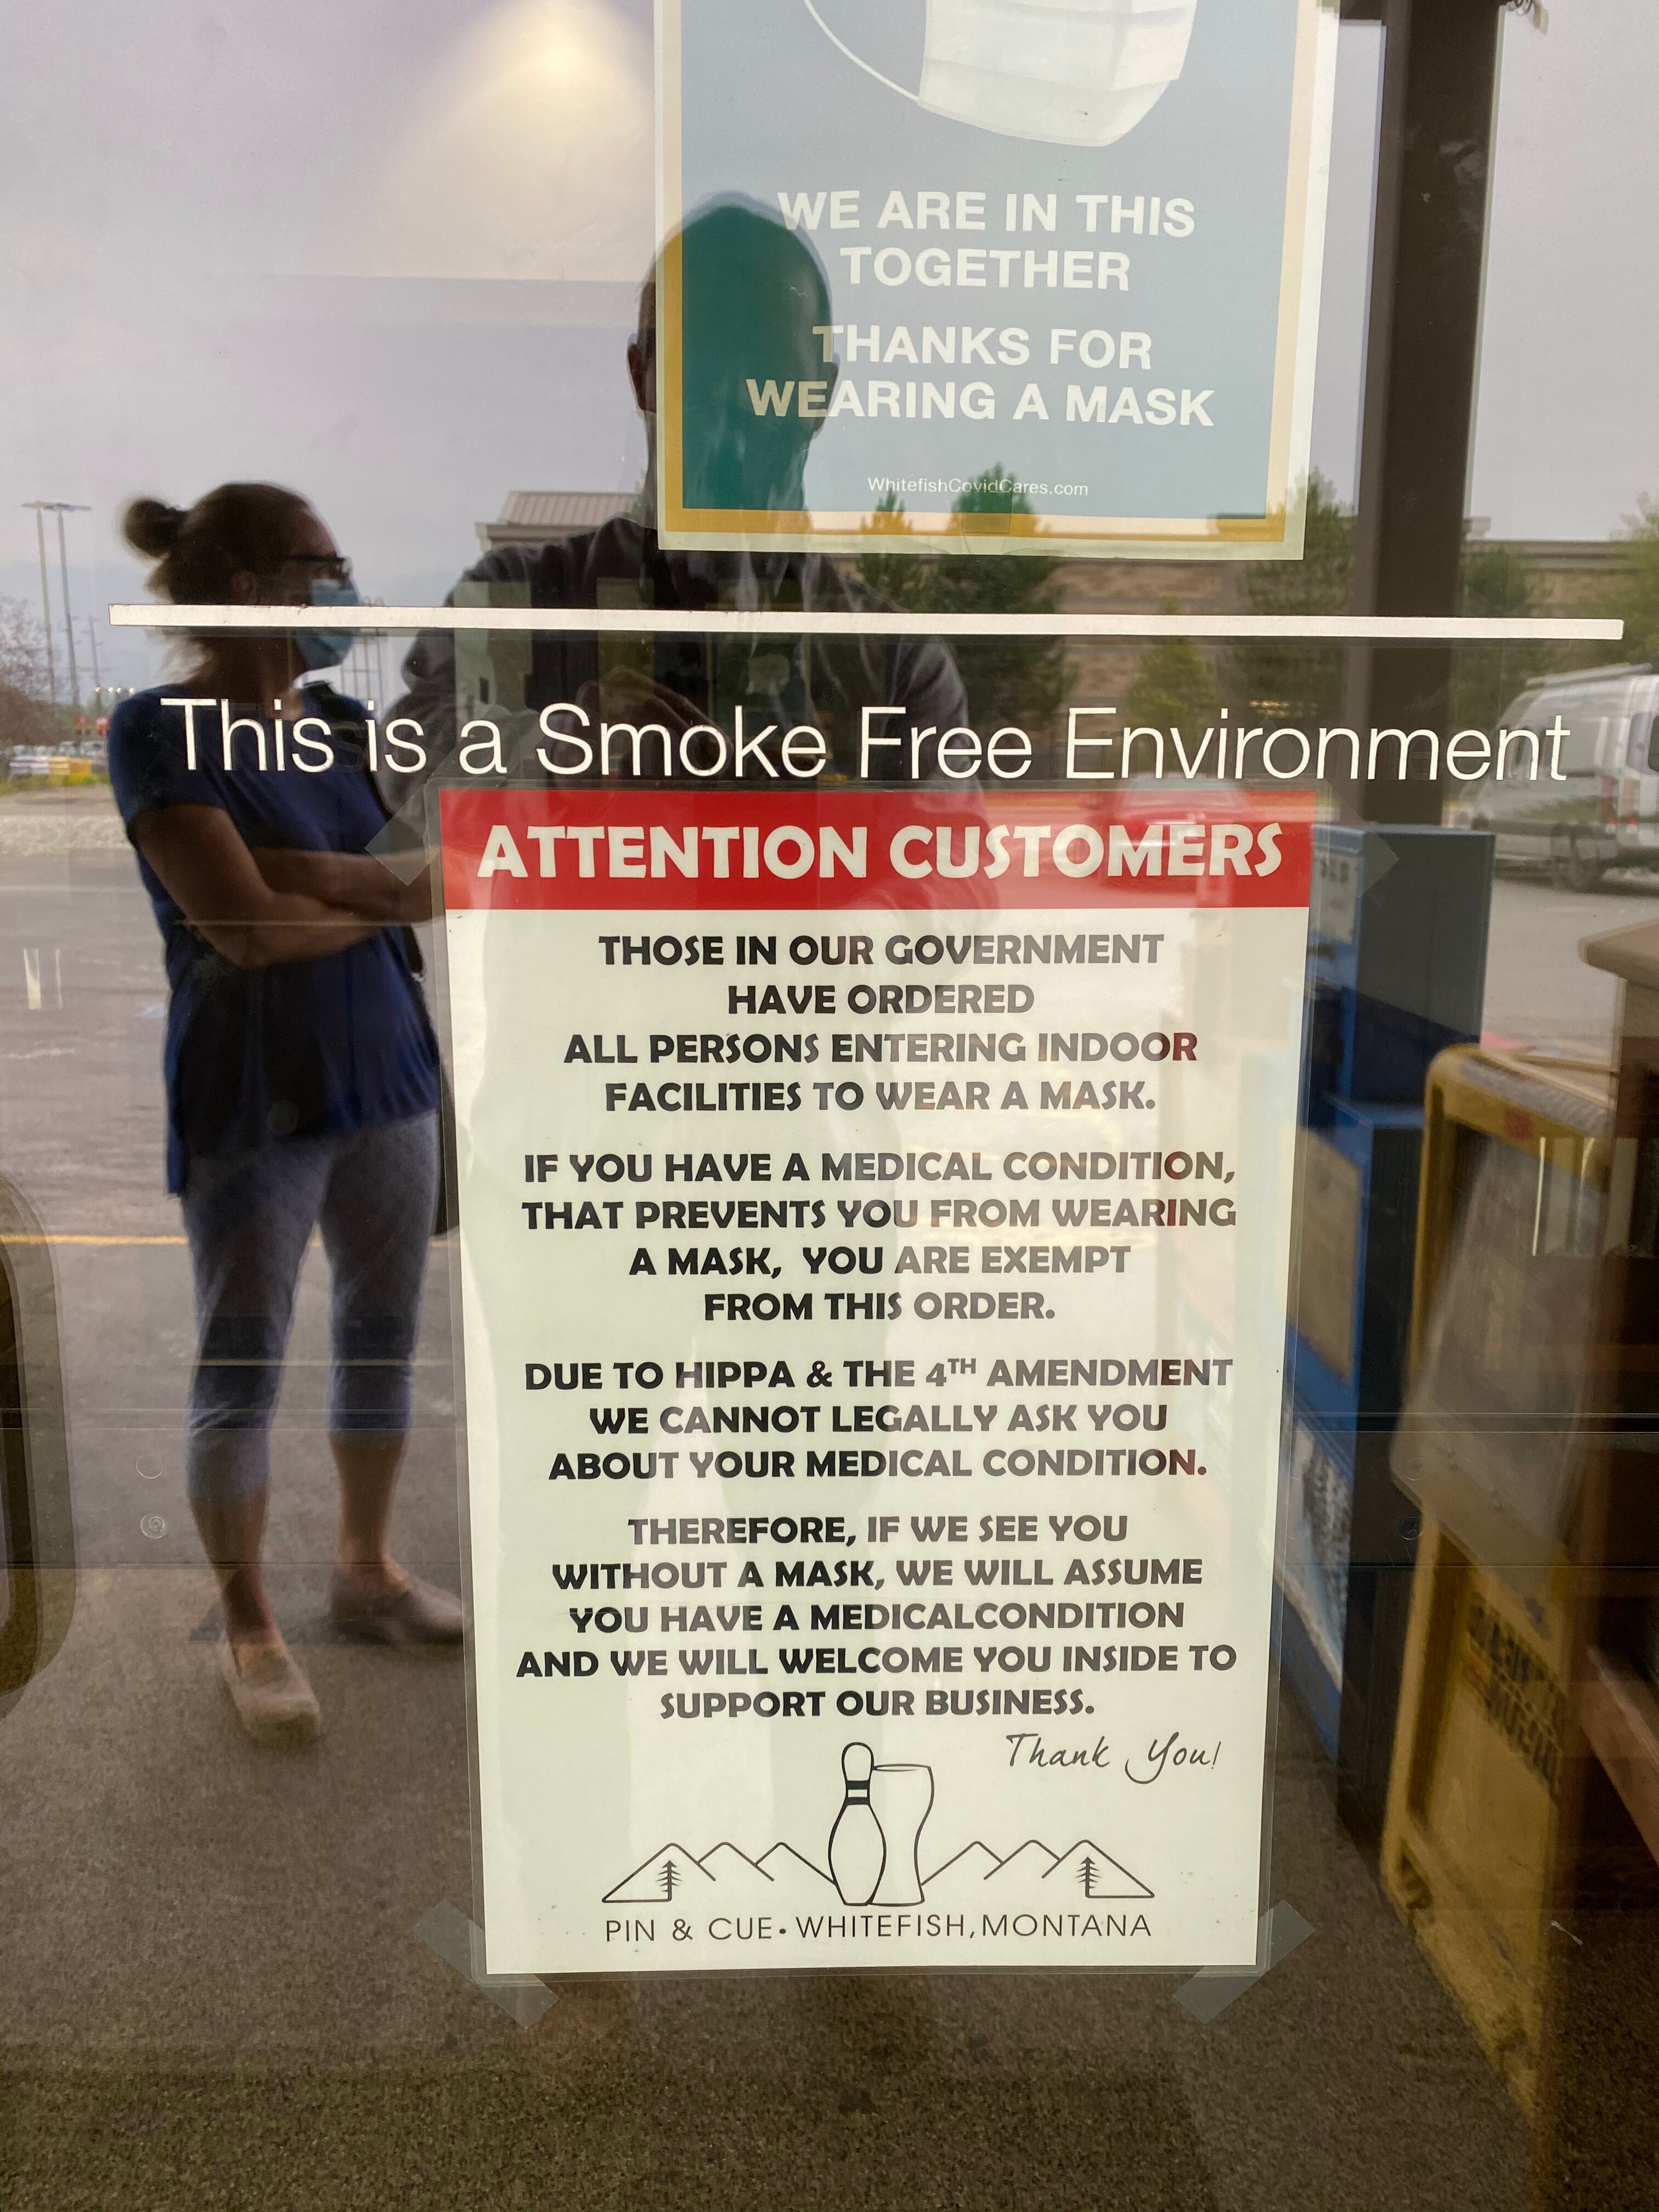 WE ARE IN THIS
TOGETHER
THANKS FOR
WEARING A MASK
WhitefishCovidCares.com
This is a Smoke Free Environment
ATTENTION CUSTOMERS
THOSE IN OUR GOVERNMENT
HAVE ORDERED
ALL PERSONS ENTERING INDOOR
FACILITIES TO WEAR A MASK.
IF YOU HAVE A MEDICAL CONDITION,
THAT PREVENTS YOU FROM WEARING
A MASK, YOU ARE EXEMPT
FROM THIS ORDER.
DUE TO HIPPA & THE 4TH AMENDMENT
WE CANNOT LEGALLY ASK YOU
ABOUT YOUR MEDICAL CONDITION.
THEREFORE, IF WE SEE YOU
WITHOUT A MASK, WE WILL ASSUME
YOU HAVE A MEDICALCONDITION
AND WE WILL WELCOME YOU INSIDE TO
SUPPORT OUR BUSINESS.
Thank You!
PIN & CUE • WHITEFISH, MONTANA